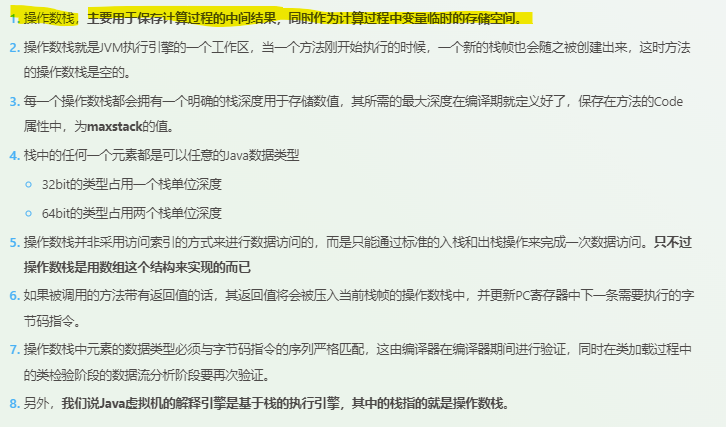 1. 操作数栈，主要用于保存计算过程的中间结果，同时作为计算过程中变量临时的存储空间。
2. 操作数栈就是JVM执行引擎的一个工作区，当一个方法刚开始执行的时候，一个新的栈帧也会随之被创建出来，这时方法
的操作数栈是空的。
3. 每一个操作数栈都会拥有一个明确的栈深度用于存储数值，其所需的最大深度在编译期就定义好了，保存在方法的Code
属性中，为maxstack的值。
4. 栈中的任何一个元素都是可以任意的Java数据类型
32bit的类型占用一个栈单位深度
64bit的类型占用两个栈单位深度
5. 操作数栈并非采用访问索引的方式来进行数据访问的，而是只能通过标准的入栈和出栈操作来完成一次数据访问。只不过
操作数栈是用数组这个结构来实现的而已
6. 如果被调用的方法带有返回值的话，其返回值将会被压入当前栈帧的操作数栈中，并更新PC寄存器中下一条需要执行的字
节码指令。
7. 操作数栈中元素的数据类型必须与字节码指令的序列严格匹配，这由编译器在编译器期间进行验证，同时在类加载过程中
的类检验阶段的数据流分析阶段要再次验证。
8. 另外，我们说Java虚拟机的解释引擎是基于栈的执行引擎，其中的栈指的就是操作数栈。